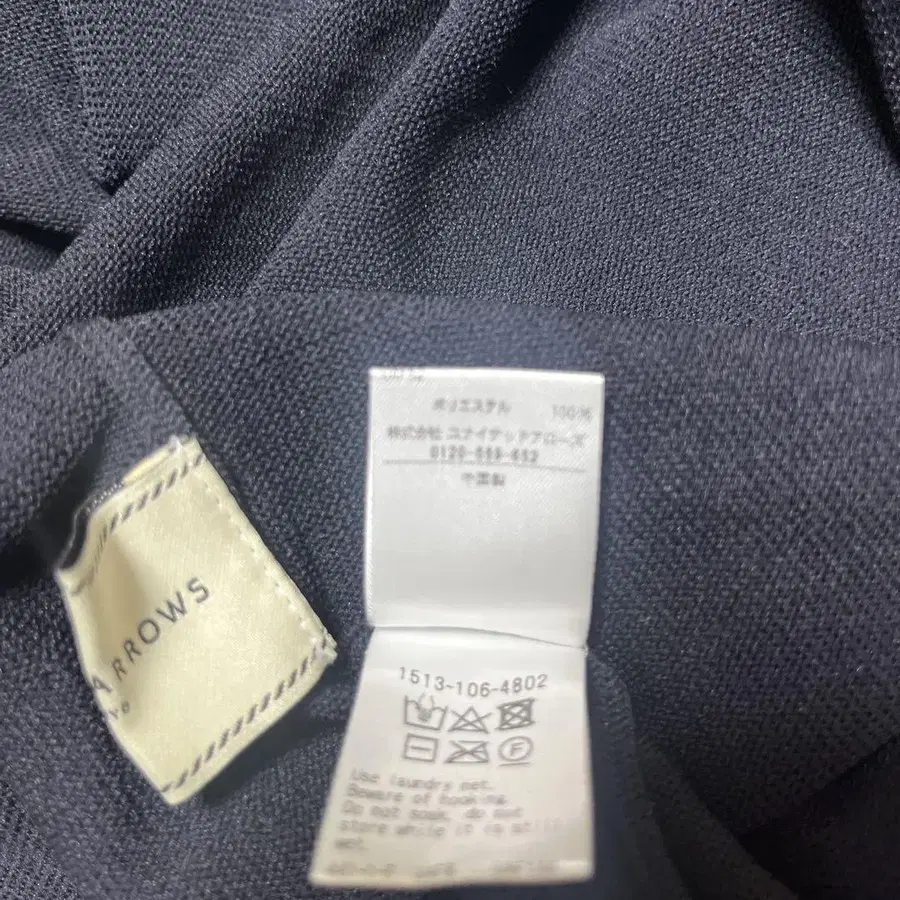 ARROWS
ポリエステル 100%
株式会社 ユナイテッドアローズ
0120-559-652
中国製
1513-106-4802
F
Use laundry net.
Beware of hooking.
Do not soak, do not
store while it is still
wet.